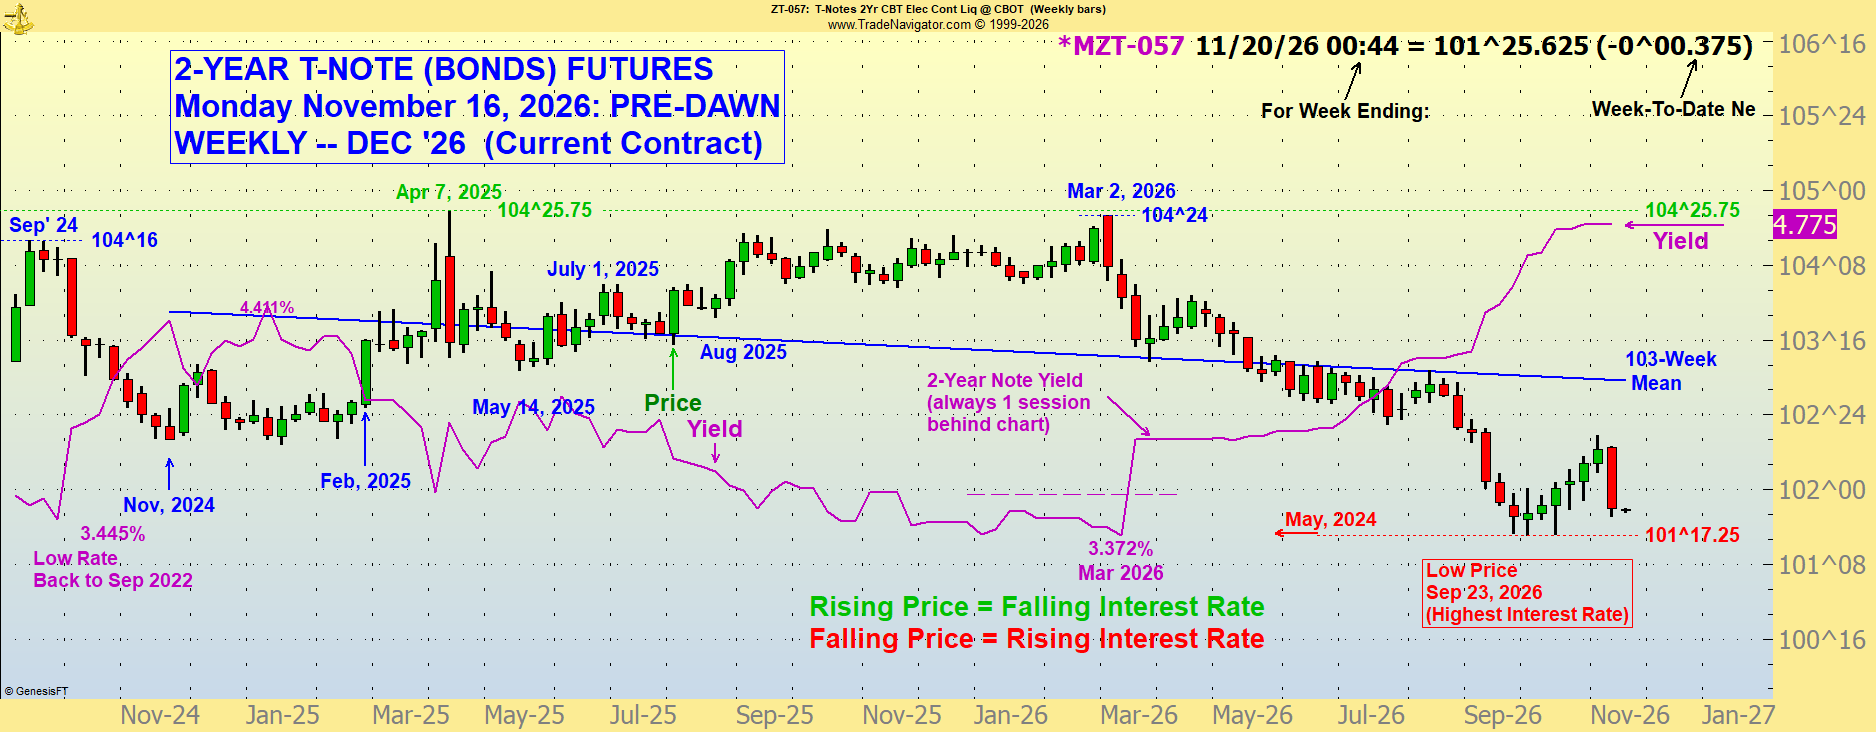 ZT-057: T-Notes 2Yr CBT Elec Cont Liq @ CBOT (Weekly bars)
www.TradeNavigator.com © 1999-2026
*MZT-057 11/20/26 00:44 = 101^25.625 (-0^00.375)
For Week Ending:
Week-To-Date Ne
2-YEAR T-NOTE (BONDS) FUTURES
Monday November 16, 2026: PRE-DAWN
WEEKLY -- DEC '26 (Current Contract)
106^16
105^24
105^00
4.775
104^08
103^16
102^24
102^00
101^08
100^16
Sep' 24
104^16
Apr 7, 2025
104^25.75
Mar 2, 2026
104^24
104^25.75
Yield
July 1, 2025
4.411%
Aug 2025
103-Week
Mean
May 14, 2025
Price
Yield
2-Year Note Yield
(always 1 session
behind chart)
Feb, 2025
Nov, 2024
3.445%
Low Rate
Back to Sep 2022
May, 2024
101^17.25
3.372%
Mar 2026
Low Price
Sep 23, 2026
(Highest Interest Rate)
Rising Price = Falling Interest Rate
Falling Price = Rising Interest Rate
© GenesisFT
Nov-24 Jan-25 Mar-25 May-25 Jul-25 Sep-25 Nov-25 Jan-26 Mar-26 May-26 Jul-26 Sep-26 Nov-26 Jan-27